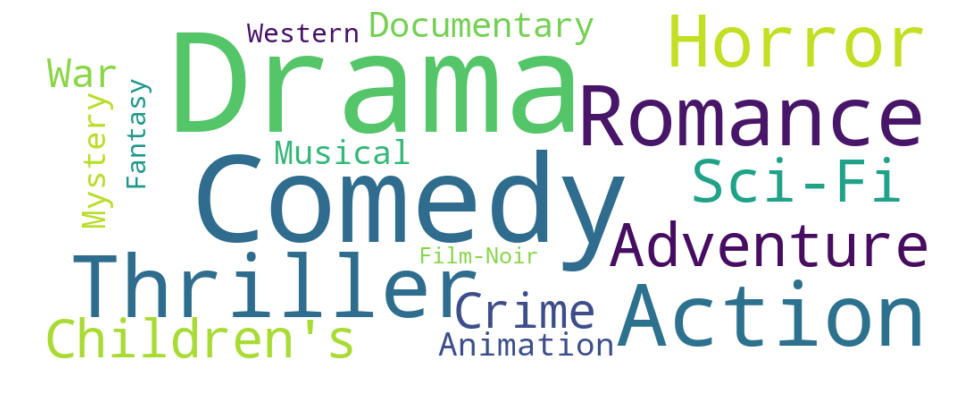 Western
Documentary
Horror
War
Drama
Romance
Mystery
Fantasy
Musical
Comedy
Sci-Fi
Adventure
Film-Noir
Thriller
Crime
Action
Children's
Animation